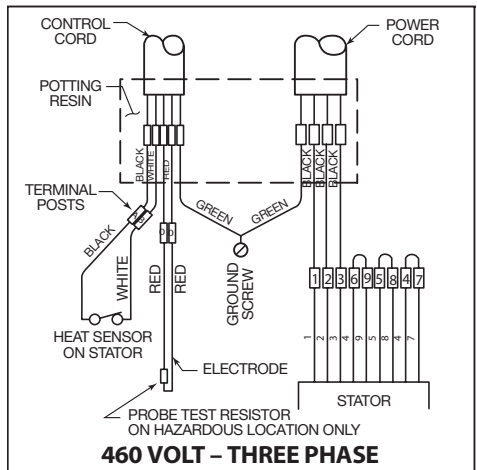 CONTROL
CORD
POWER
CORD
POTTING
RESIN
BLACK
WHITE
RED
BLACK
BLACK
BLACK
TERMINAL
POSTS
GREEN
GREEN
BLACK
WHITE
RED
RED
GROUND
SCREW
1 2 3 6 9 5 8 4 7
HEAT SENSOR
ON STATOR
ELECTRODE
1 2 3 4 9 5 8 4 7
STATOR
PROBE TEST RESISTOR
ON HAZARDOUS LOCATION ONLY
460 VOLT – THREE PHASE